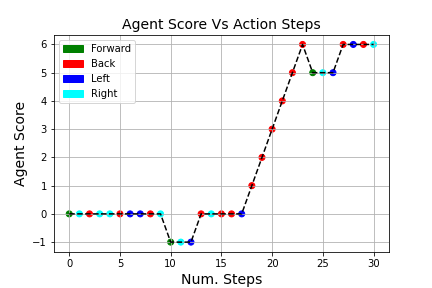 Agent Score Vs Action Steps
Forward
Back
Left
Right
Agent Score
6
5
4
3
2
1
0
−1
0 5 10 15 20 25 30
Num. Steps